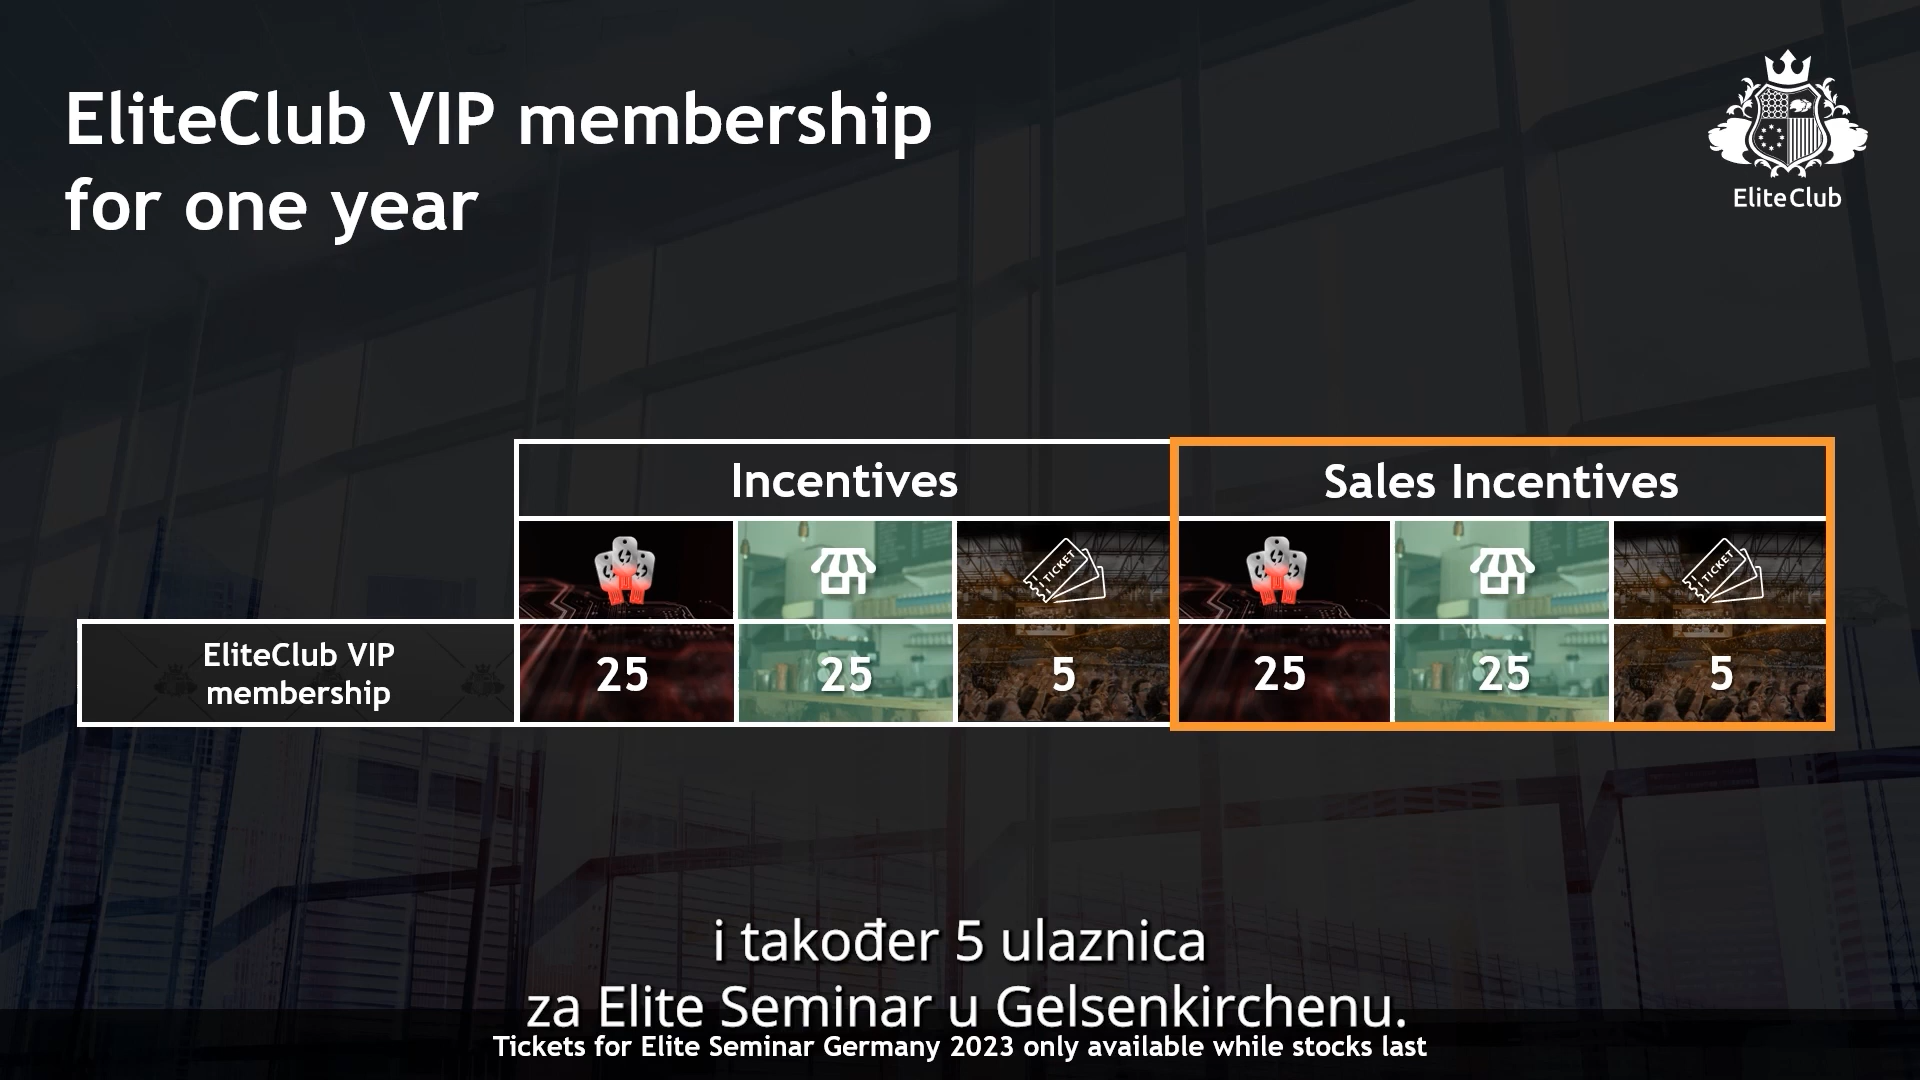 EliteClub VIP membership
for one year
EliteClub
Incentives
Sales Incentives
TICKET
TICKET
EliteClub VIP
membership
25
25
5
25
25
5
i također 5 ulaznica
za Elite Seminar u Gelsenkirchenu.
Tickets for Elite Seminar Germany 2023 only available while stocks last